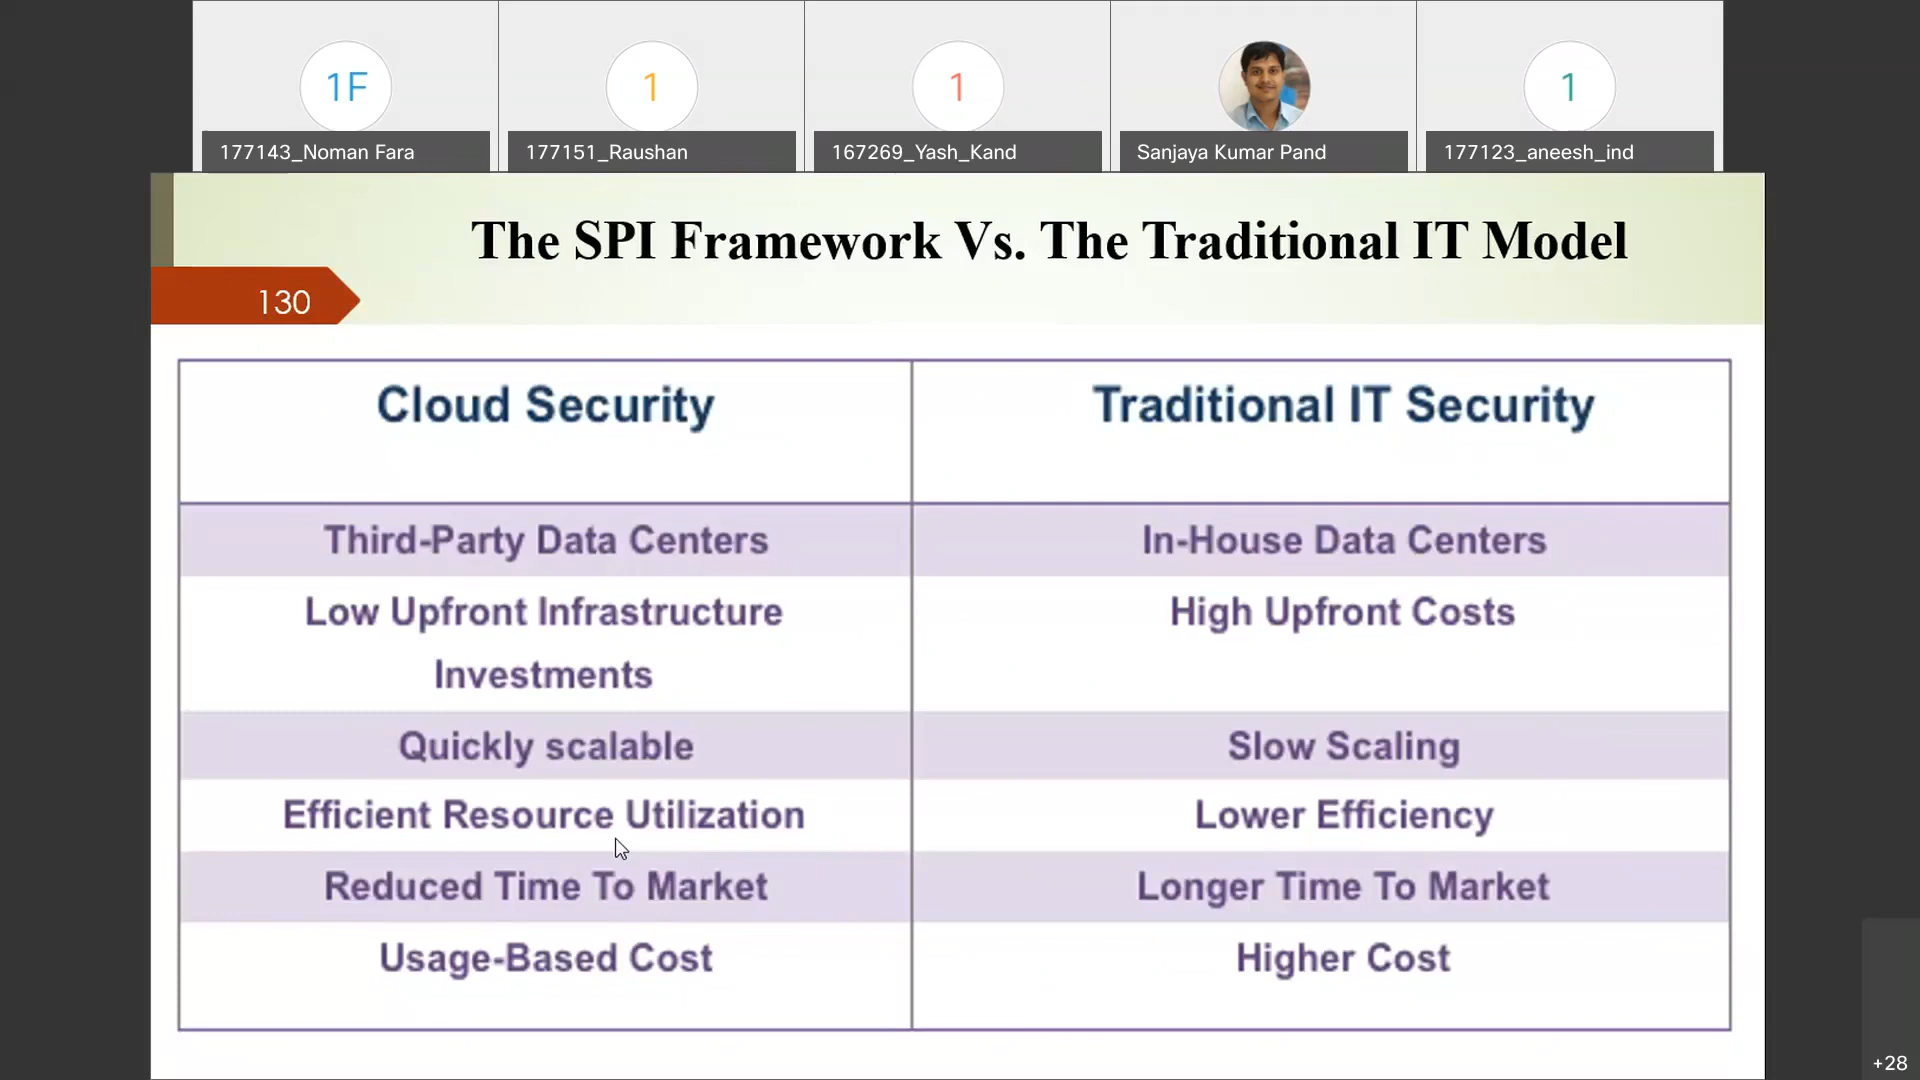 1F
1
1
1
177143_Noman Fara
177151_Raushan
167269_Yash_Kand
Sanjaya Kumar Pand
177123_aneesh_ind
The SPI Framework Vs. The Traditional IT Model
130
Cloud Security
Traditional IT Security
Third-Party Data Centers
In-House Data Centers
Low Upfront Infrastructure
Investments
High Upfront Costs
Quickly scalable
Slow Scaling
Efficient Resource Utilization
Lower Efficiency
Reduced Time To Market
Longer Time To Market
Usage-Based Cost
Higher Cost
+28